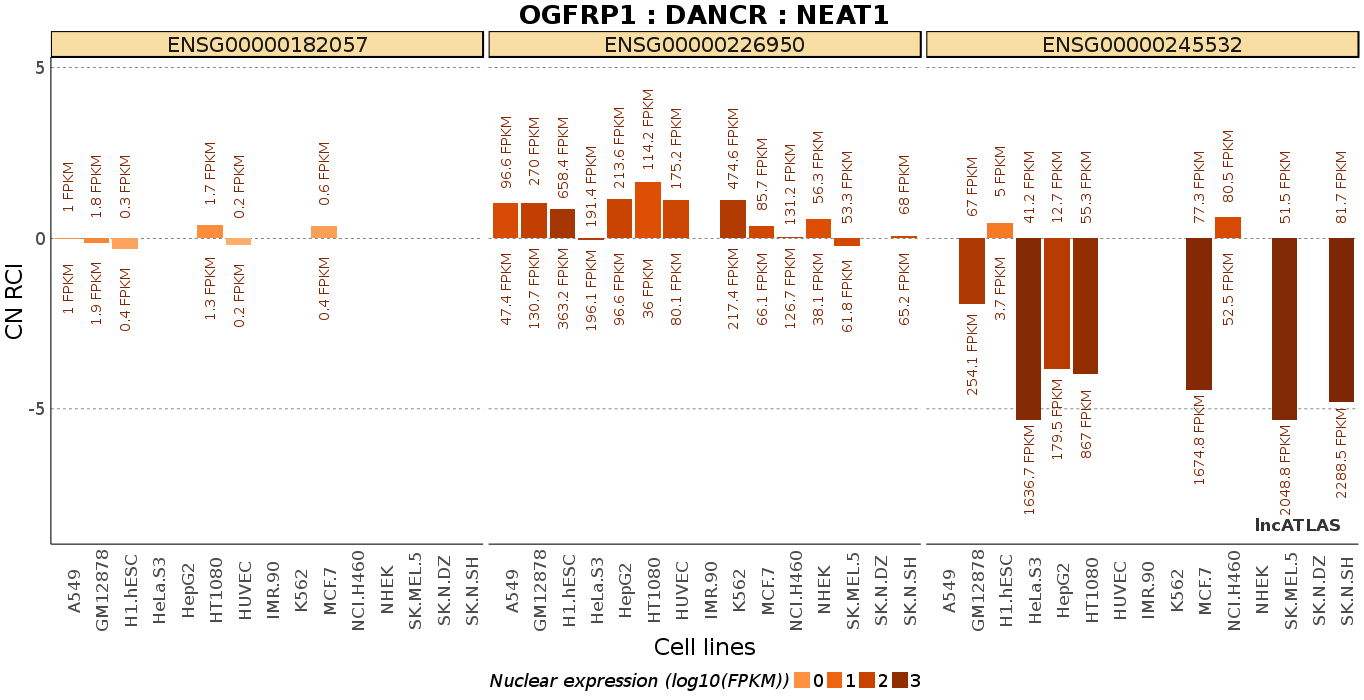 OGFRP1 : DANCR : NEAT1
ENSG00000182057 ENSG00000226950 ENSG00000245532
CN RCI
5
0
-5
1 FPKM 1.8 FPKM 0.3 FPKM 1.7 FPKM 0.2 FPKM 0.6 FPKM
1 FPKM 1.9 FPKM 0.4 FPKM 1.3 FPKM 0.2 FPKM 0.4 FPKM
96.6 FPKM 270 FPKM 658.4 FPKM 191.4 FPKM 213.6 FPKM 114.2 FPKM 175.2 FPKM 474.6 FPKM 85.7 FPKM 131.2 FPKM 56.3 FPKM 53.3 FPKM 68 FPKM
47.4 FPKM 130.7 FPKM 363.2 FPKM 196.1 FPKM 96.6 FPKM 36 FPKM 80.1 FPKM 217.4 FPKM 66.1 FPKM 126.7 FPKM 38.1 FPKM 61.8 FPKM 65.2 FPKM
67 FPKM 5 FPKM 41.2 FPKM 12.7 FPKM 55.3 FPKM 77.3 FPKM 80.5 FPKM 51.5 FPKM 81.7 FPKM
254.1 FPKM 3.7 FPKM 1636.7 FPKM 179.5 FPKM 867 FPKM 1674.8 FPKM 52.5 FPKM 2048.8 FPKM 2288.5 FPKM
lncATLAS
A549 GM12878 H1.hESC HeLa.S3 HepG2 HT1080 HUVEC IMR.90 K562 MCF.7 NCI.H460 NHEK SK.MEL.5 SK.N.DZ SK.N.SH
A549 GM12878 H1.hESC HeLa.S3 HepG2 HT1080 HUVEC IMR.90 K562 MCF.7 NCI.H460 NHEK SK.MEL.5 SK.N.DZ SK.N.SH
A549 GM12878 H1.hESC HeLa.S3 HepG2 HT1080 HUVEC IMR.90 K562 MCF.7 NCI.H460 NHEK SK.MEL.5 SK.N.DZ SK.N.SH
Cell lines
Nuclear expression (log10(FPKM)) 0 1 2 3